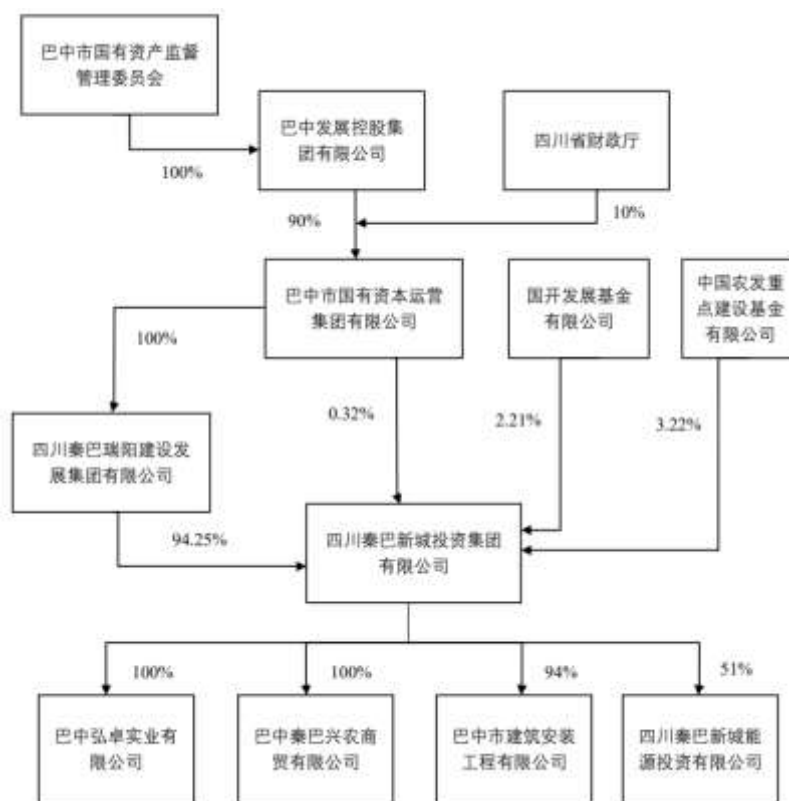 巴中市国有资产监督
管理委员会
巴中发展控股集
团有限公司
四川省财政厅
100%
90%
10%
巴中市国有资本运营
集团有限公司
国开发展基金
有限公司
中国农发重
点建设基金
有限公司
100%
0.32%
2.21%
3.22%
四川秦巴瑞阳建设发
展集团有限公司
94.25%
四川秦巴新城投资集团
有限公司
100%
100%
94%
51%
巴中弘卓实业有
限公司
巴中秦巴兴农商
贸有限公司
巴中市建筑安装
工程有限公司
四川秦巴新城能
源投资有限公司